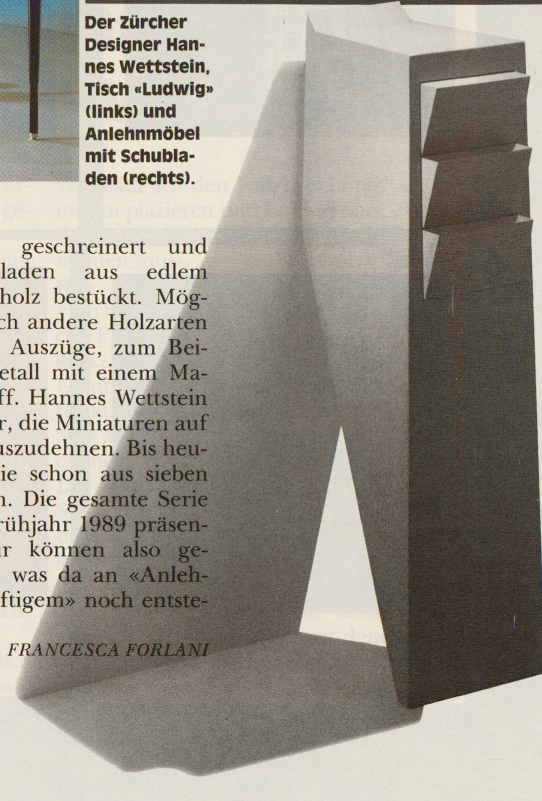 Der Zürcher
Designer Han-
nes Wettstein,
Tisch «Ludwig»
(links) und
Anlehnmöbel
mit Schubla-
den (rechts).
geschreinert und
laden aus edlem
holz bestückt. Mög-
ch andere Holzarten
Auszüge, zum Bei-
etall mit einem Ma-
ff. Hannes Wettstein
r, die Miniaturen auf
uszudehnen. Bis heu-
ie schon aus sieben
n. Die gesamte Serie
rühjahr 1989 präsen-
ir können also ge-
was da an «Anleh-
ftigem» noch entste-
FRANCESCA FORLANI